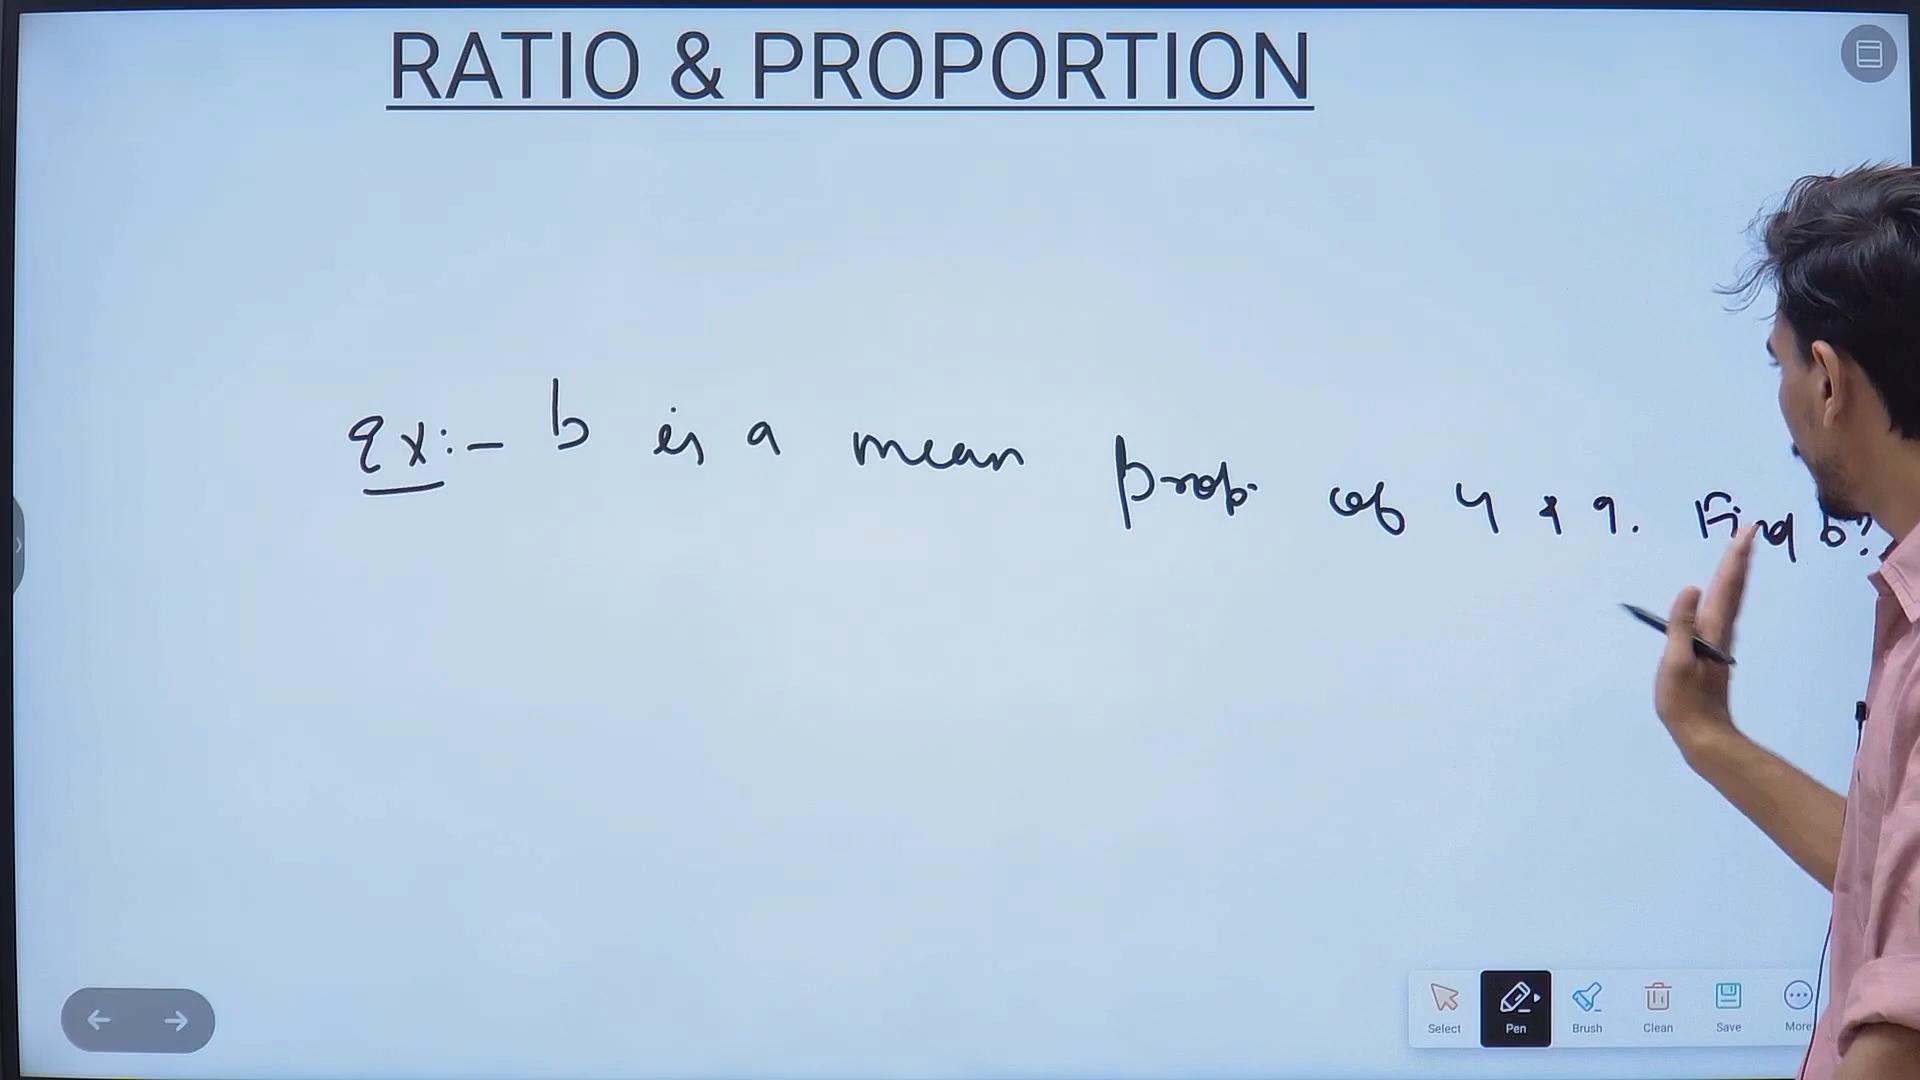 RATIO & PROPORTION
Ex:- b is a mean prop. of 4 & 9. Find b?
Select Pen Brush Clean Save More